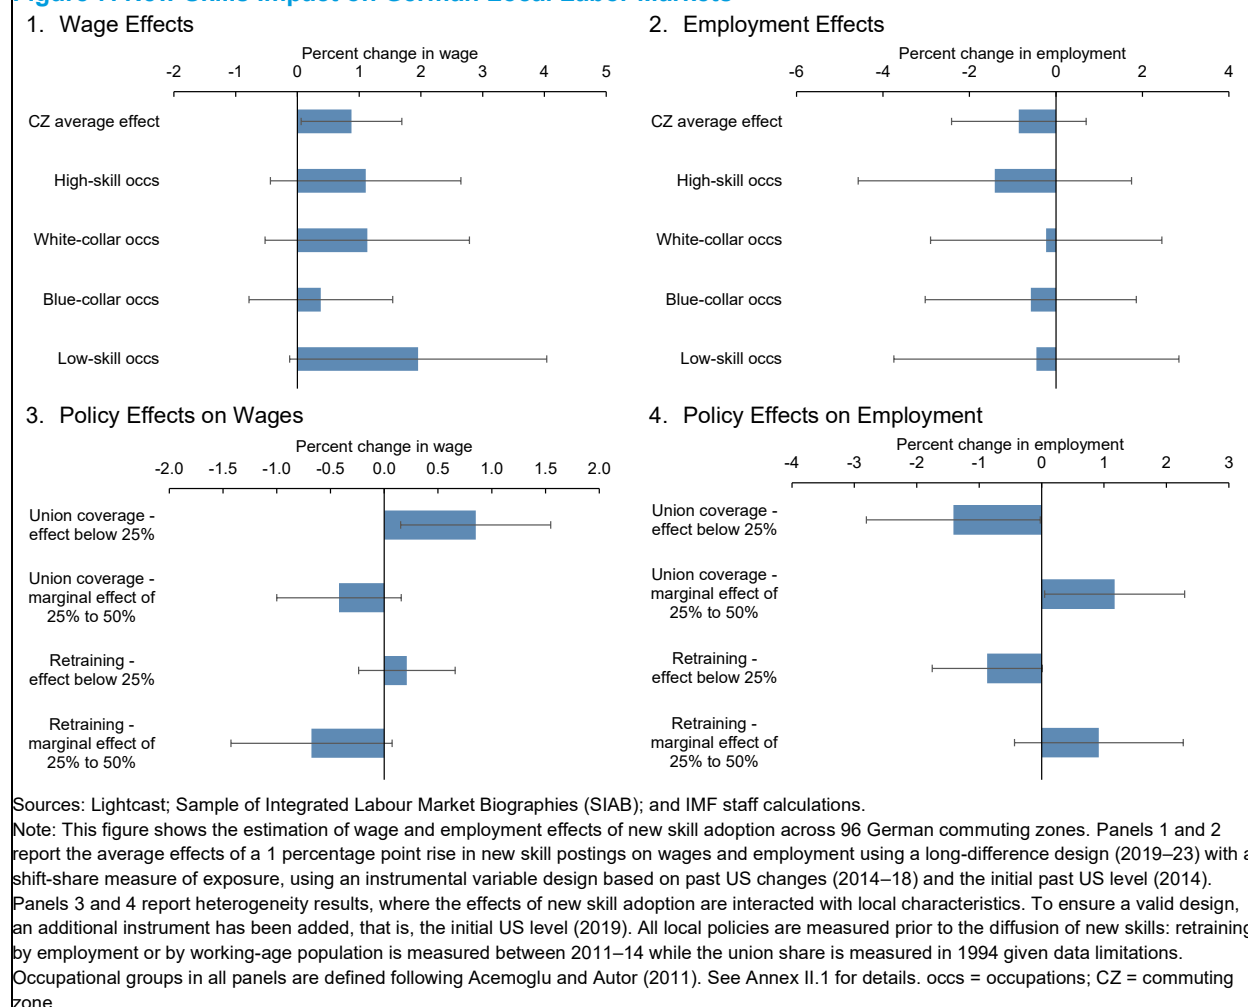 1. Wage Effects
Percent change in wage
-2 -1 0 1 2 3 4 5
CZ average effect
High-skill occs
White-collar occs
Blue-collar occs
Low-skill occs
2. Employment Effects
Percent change in employment
-6 -4 -2 0 2 4
CZ average effect
High-skill occs
White-collar occs
Blue-collar occs
Low-skill occs
3. Policy Effects on Wages
Percent change in wage
-2.0 -1.5 -1.0 -0.5 0.0 0.5 1.0 1.5 2.0
Union coverage -
effect below 25%
Union coverage -
marginal effect of
25% to 50%
Retraining -
effect below 25%
Retraining -
marginal effect of
25% to 50%
4. Policy Effects on Employment
Percent change in employment
-4 -3 -2 -1 0 1 2 3
Union coverage -
effect below 25%
Union coverage -
marginal effect of
25% to 50%
Retraining -
effect below 25%
Retraining -
marginal effect of
25% to 50%
Sources: Lightcast; Sample of Integrated Labour Market Biographies (SIAB); and IMF staff calculations.
Note: This figure shows the estimation of wage and employment effects of new skill adoption across 96 German commuting zones. Panels 1 and 2
report the average effects of a 1 percentage point rise in new skill postings on wages and employment using a long-difference design (2019–23) with a
shift-share measure of exposure, using an instrumental variable design based on past US changes (2014–18) and the initial past US level (2014).
Panels 3 and 4 report heterogeneity results, where the effects of new skill adoption are interacted with local characteristics. To ensure a valid design,
an additional instrument has been added, that is, the initial US level (2019). All local policies are measured prior to the diffusion of new skills: retraining
by employment or by working-age population is measured between 2011–14 while the union share is measured in 1994 given data limitations.
Occupational groups in all panels are defined following Acemoglu and Autor (2011). See Annex II.1 for details. occs = occupations; CZ = commuting
zone